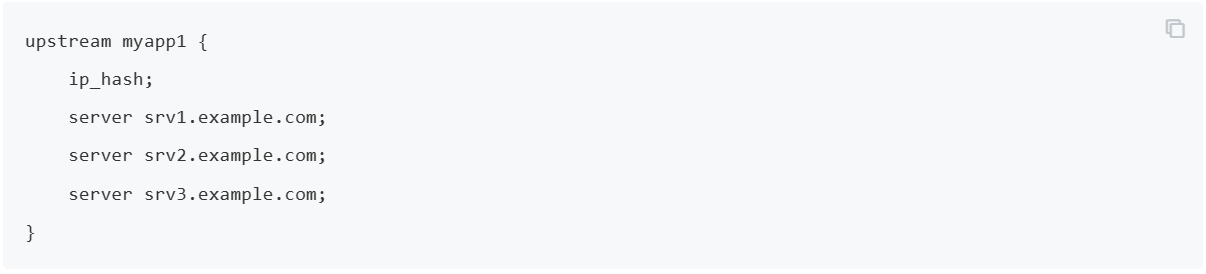 upstream myapp1 {
    ip_hash;
    server srv1.example.com;
    server srv2.example.com;
    server srv3.example.com;
}